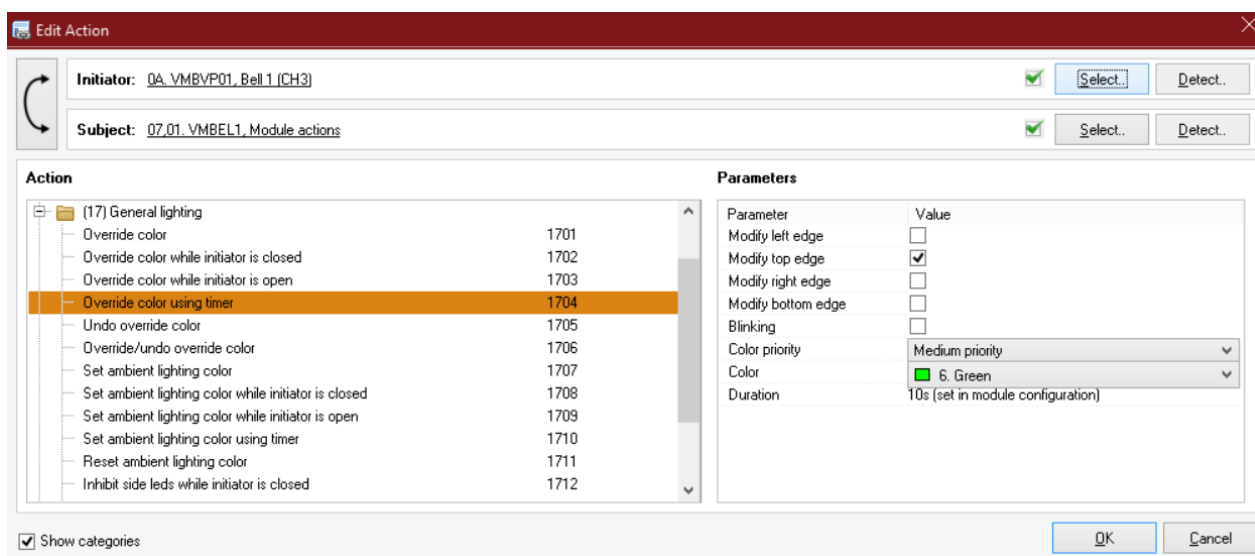 Edit Action
Initiator: 0A. VMBVP01, Bell 1 (CH3) Select.. Detect..
Subject: 07,01. VMBEL1, Module actions Select.. Detect..
Action
(17) General lighting
Override color 1701
Override color while initiator is closed 1702
Override color while initiator is open 1703
Override color using timer 1704
Undo override color 1705
Override/undo override color 1706
Set ambient lighting color 1707
Set ambient lighting color while initiator is closed 1708
Set ambient lighting color while initiator is open 1709
Set ambient lighting color using timer 1710
Reset ambient lighting color 1711
Inhibit side leds while initiator is closed 1712
Parameters
Parameter Value
Modify left edge
Modify top edge
Modify right edge
Modify bottom edge
Blinking
Color priority Medium priority
Color 6. Green
Duration 10s (set in module configuration)
Show categories
OK Cancel